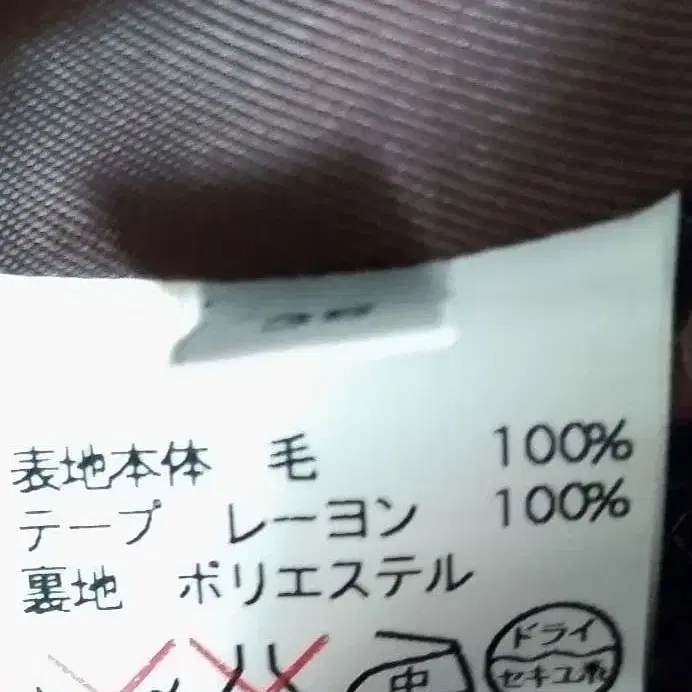 表地本体 毛 100%
テープ レーヨン 100%
裏地 ポリエステル
中
ドライ
セキユ系